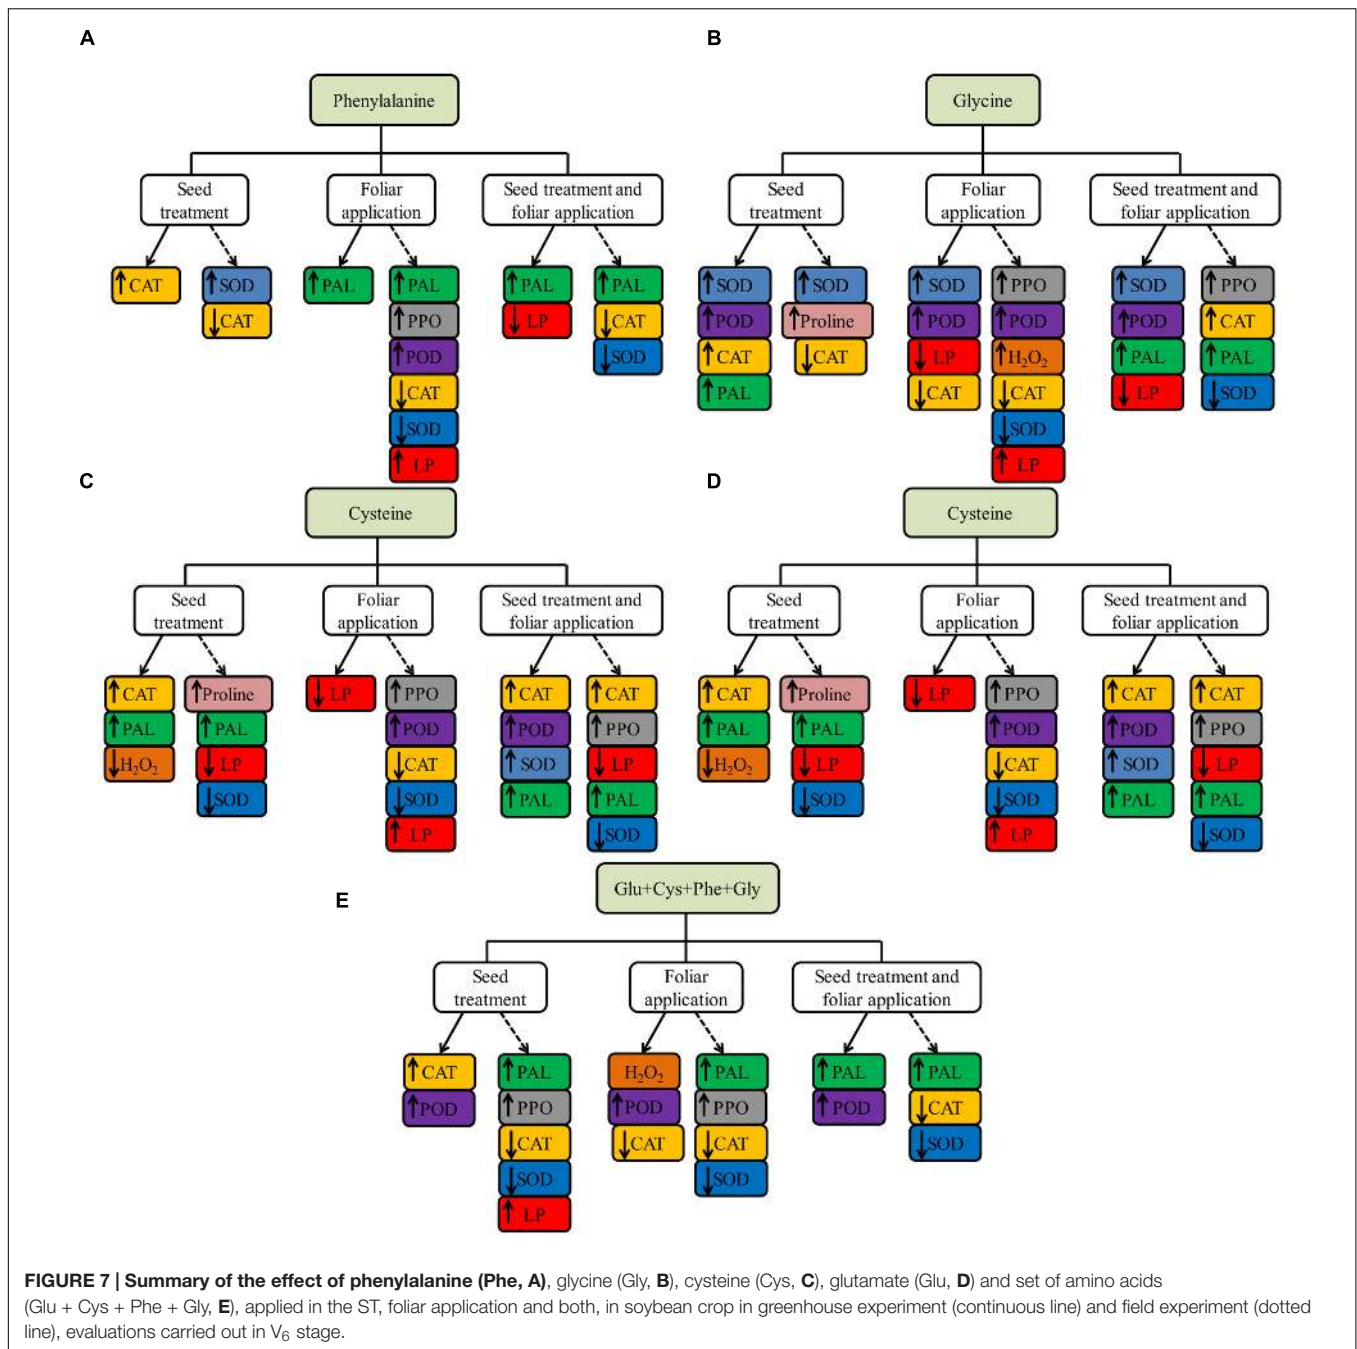 A
Phenylalanine
Seed
treatment
Foliar
application
Seed treatment and
foliar application
↑CAT
↑SOD
↓CAT
↑PAL
↑PAL
↑PPO
↑POD
↓CAT
↓SOD
↑LP
↑PAL
↓LP
↑PAL
↓CAT
↓SOD
B
Glycine
Seed
treatment
Foliar
application
Seed treatment and
foliar application
↑SOD
↑POD
↑CAT
↑PAL
↑SOD
↑Proline
↓CAT
↑SOD
↑POD
↓LP
↓CAT
↑PPO
↑POD
↑H₂O₂
↓CAT
↓SOD
↑LP
↑SOD
↑POD
↑PAL
↓LP
↑PPO
↑CAT
↑PAL
↓SOD
C
Cysteine
Seed
treatment
Foliar
application
Seed treatment and
foliar application
↑CAT
↑PAL
↓H₂O₂
↑Proline
↑PAL
↓LP
↓SOD
↓LP
↑PPO
↑POD
↓CAT
↓SOD
↑LP
↑CAT
↑POD
↑SOD
↑PAL
↑CAT
↑PPO
↓LP
↑PAL
↓SOD
D
Cysteine
Seed
treatment
Foliar
application
Seed treatment and
foliar application
↑CAT
↑PAL
↓H₂O₂
↑Proline
↑PAL
↓LP
↓SOD
↓LP
↑PPO
↑POD
↓CAT
↓SOD
↑LP
↑CAT
↑POD
↑SOD
↑PAL
↑CAT
↑PPO
↓LP
↑PAL
↓SOD
E
Glu+Cys+Phe+Gly
Seed
treatment
Foliar
application
Seed treatment and
foliar application
↑CAT
↑POD
↑PAL
↑PPO
↓CAT
↓SOD
↑LP
H₂O₂
↑POD
↓CAT
↑PAL
↑PPO
↓CAT
↓SOD
↑PAL
↑POD
↑PAL
↓CAT
↓SOD
FIGURE 7 | Summary of the effect of phenylalanine (Phe, A), glycine (Gly, B), cysteine (Cys, C), glutamate (Glu, D) and set of amino acids
(Glu + Cys + Phe + Gly, E), applied in the ST, foliar application and both, in soybean crop in greenhouse experiment (continuous line) and field experiment (dotted
line), evaluations carried out in V₆ stage.